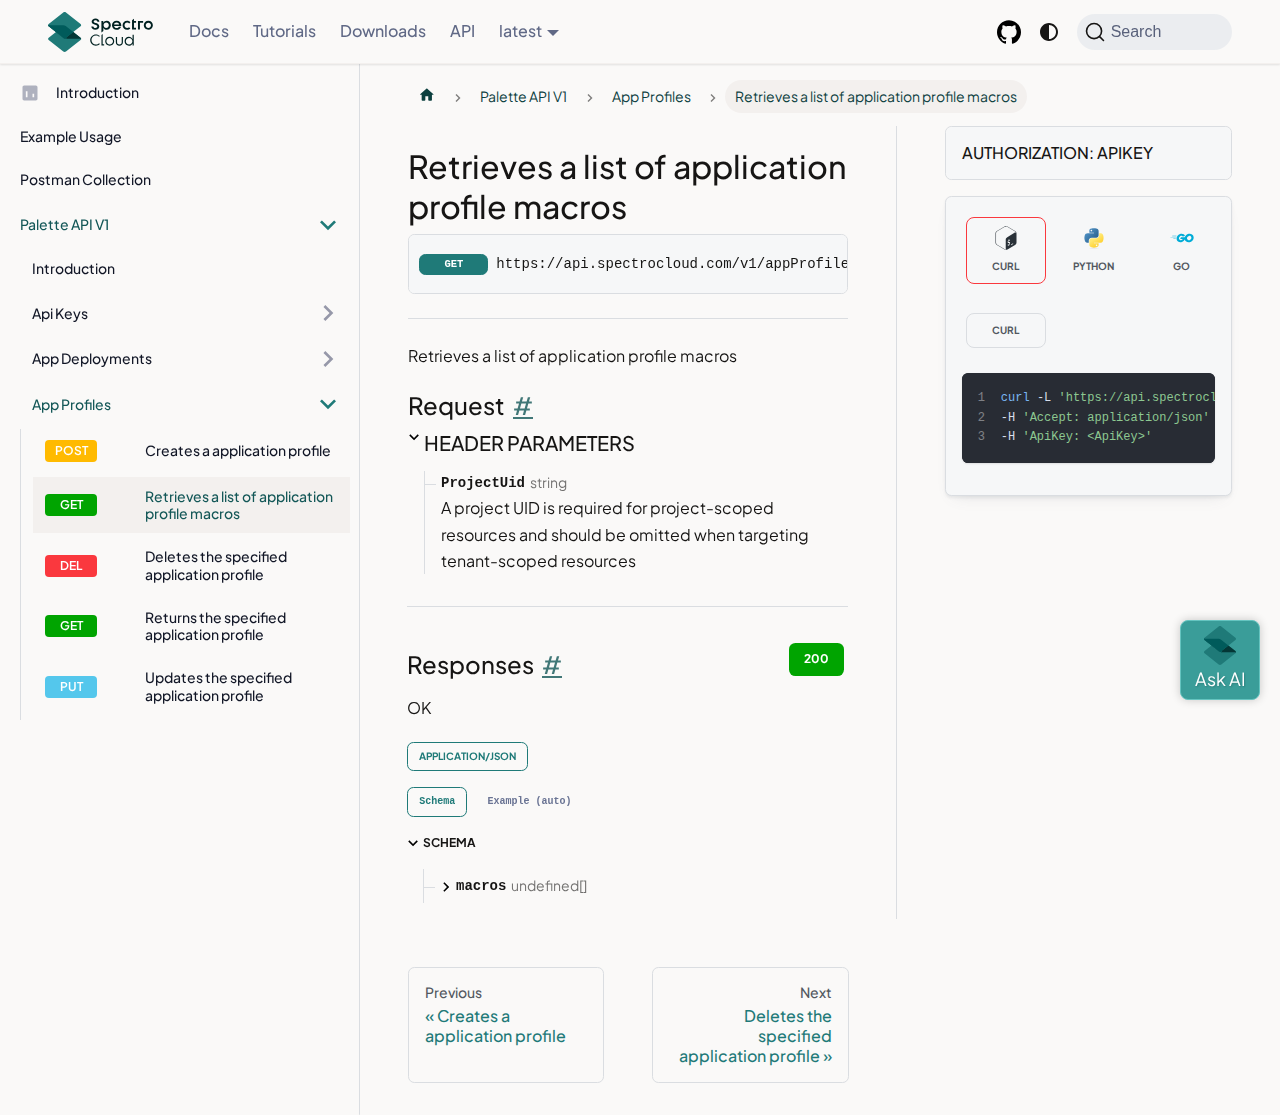 Spectro Cloud
Docs Tutorials Downloads API latest
Search
Introduction
Example Usage
Postman Collection
Palette API V1
Introduction
Api Keys
App Deployments
App Profiles
POST Creates a application profile
GET Retrieves a list of application
profile macros
DEL Deletes the specified
application profile
GET Returns the specified
application profile
PUT Updates the specified
application profile
Palette API V1 > App Profiles > Retrieves a list of application profile macros
Retrieves a list of application
profile macros
GET https://api.spectrocloud.com/v1/appProfile
Retrieves a list of application profile macros
Request #
HEADER PARAMETERS
ProjectUid string
A project UID is required for project-scoped
resources and should be omitted when targeting
tenant-scoped resources
Responses #
200
OK
APPLICATION/JSON
Schema Example (auto)
SCHEMA
macros undefined[]
Previous
« Creates a
application profile
Next
Deletes the
specified
application profile »
AUTHORIZATION: APIKEY
CURL PYTHON GO
CURL
1 curl -L 'https://api.spectrocl
2 -H 'Accept: application/json'
3 -H 'ApiKey: <ApiKey>'
Ask AI